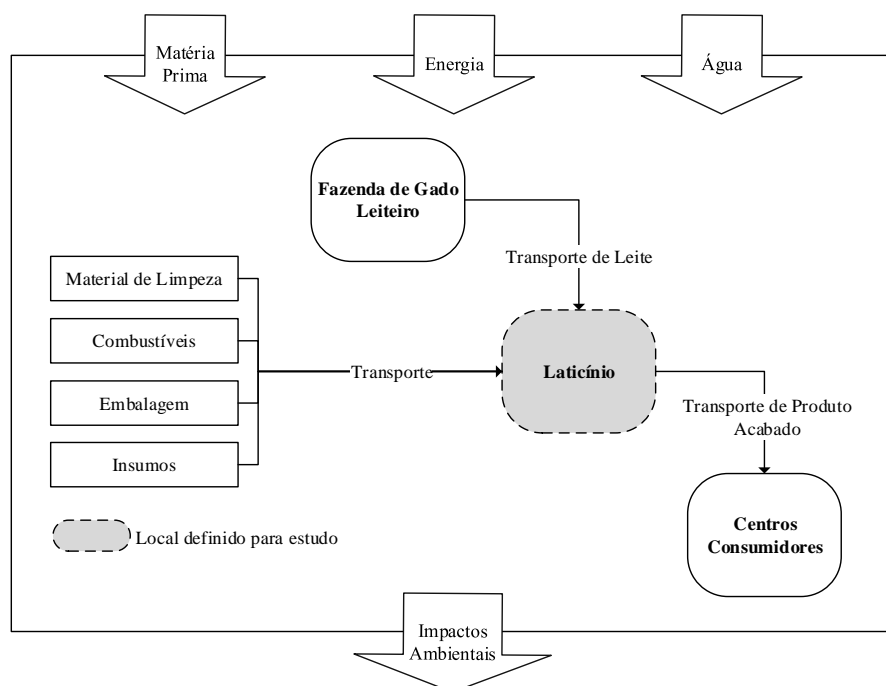 Matéria
Prima
Energia
Água
Fazenda de Gado
Leiteiro
Transporte de Leite
Material de Limpeza
Combustíveis
Embalagem
Insumos
Transporte
Laticínio
Transporte de Produto
Acabado
Centros
Consumidores
Local definido para estudo
Impactos
Ambientais